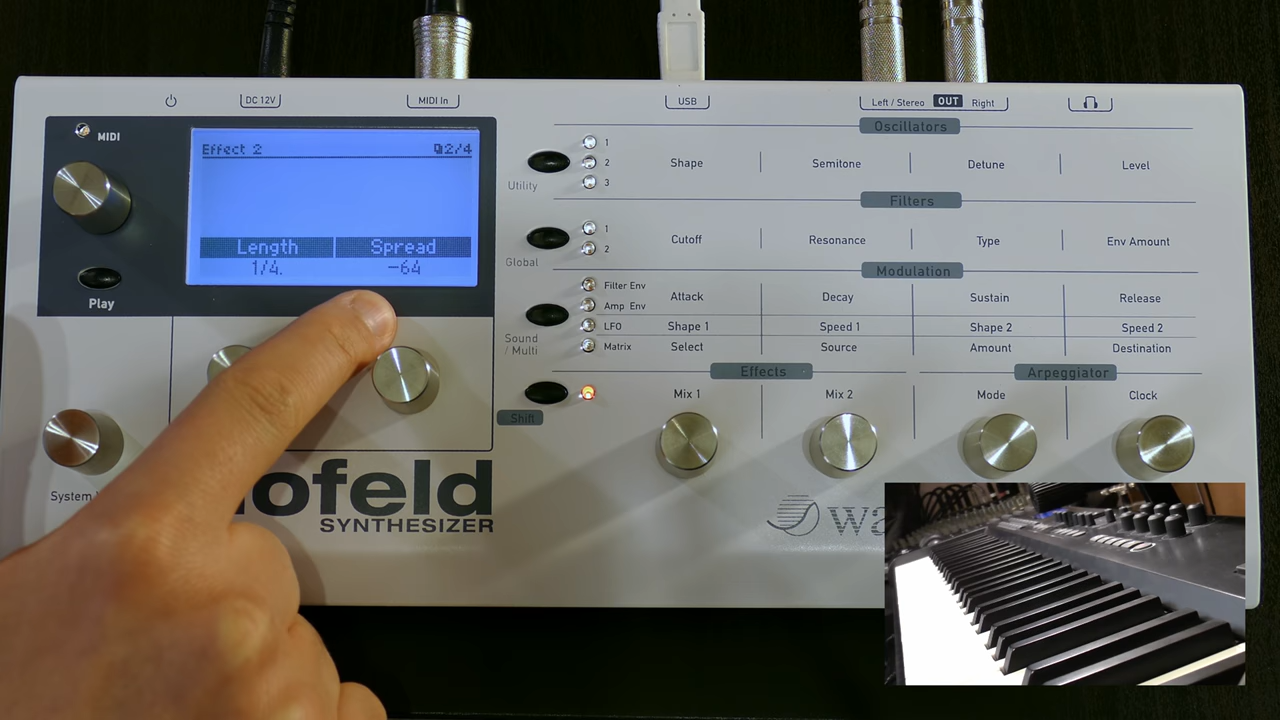 DC 12V
MIDI In
USB
Left / Stereo OUT Right
MIDI
Effect 2 2/4
Length Spread
1/4. -64
Play
Oscillators
1
2
3
Utility
Shape Semitone Detune Level
Filters
1
2
Global
Cutoff Resonance Type Env Amount
Modulation
Filter Env
Amp Env
LFO
Matrix
Sound
/ Multi
Attack Decay Sustain Release
Shape 1 Speed 1 Shape 2 Speed 2
Select Source Amount Destination
Effects Arpeggiator
Shift
Mix 1 Mix 2 Mode Clock
System
ofeld
SYNTHESIZER
wa